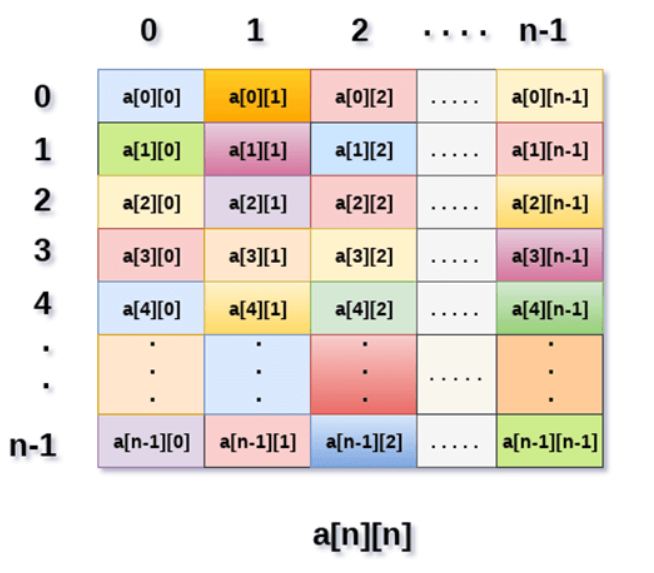 0 1 2 .... n-1
0 a[0][0] a[0][1] a[0][2] ..... a[0][n-1]
1 a[1][0] a[1][1] a[1][2] ..... a[1][n-1]
2 a[2][0] a[2][1] a[2][2] ..... a[2][n-1]
3 a[3][0] a[3][1] a[3][2] ..... a[3][n-1]
4 a[4][0] a[4][1] a[4][2] ..... a[4][n-1]
. . . . .
. . . . ..... .
. . . .
n-1 a[n-1][0] a[n-1][1] a[n-1][2] ..... a[n-1][n-1]
a[n][n]